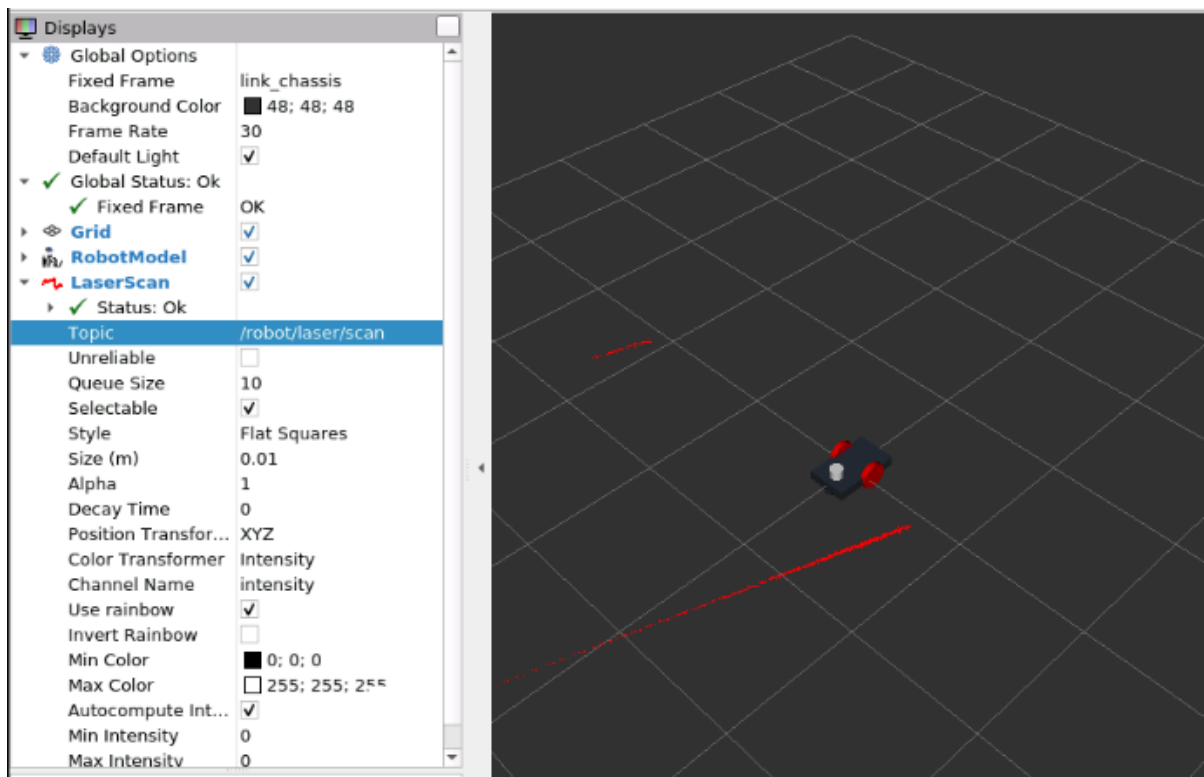 Displays
Global Options
Fixed Frame link_chassis
Background Color 48; 48; 48
Frame Rate 30
Default Light
Global Status: Ok
Fixed Frame OK
Grid
RobotModel
LaserScan
Status: Ok
Topic /robot/laser/scan
Unreliable
Queue Size 10
Selectable
Style Flat Squares
Size (m) 0.01
Alpha 1
Decay Time 0
Position Transfor...  XYZ
Color Transformer Intensity
Channel Name intensity
Use rainbow
Invert Rainbow
Min Color 0; 0; 0
Max Color 255; 255; 255
Autocompute Int...
Min Intensity 0
Max Intensity 0